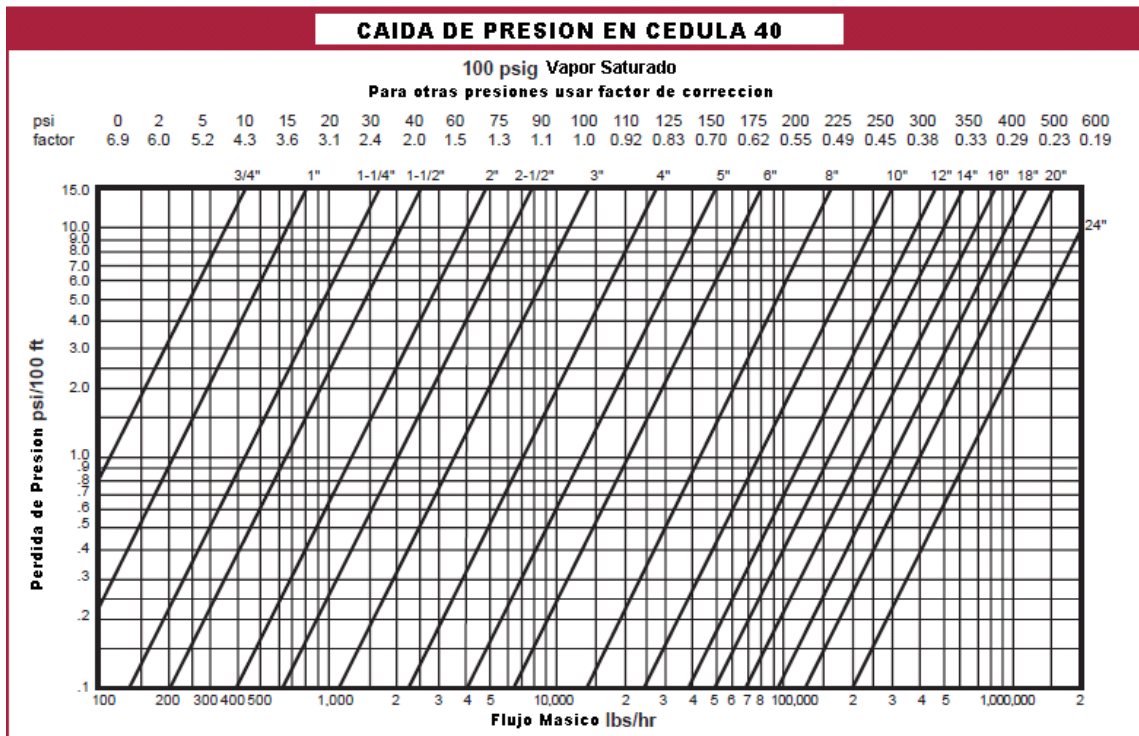 CAIDA DE PRESION EN CEDULA 40
100 psig Vapor Saturado
Para otras presiones usar factor de correccion
psi 0 2 5 10 15 20 30 40 60 75 90 100 110 125 150 175 200 225 250 300 350 400 500 600
factor 6.9 6.0 5.2 4.3 3.6 3.1 2.4 2.0 1.5 1.3 1.1 1.0 0.92 0.83 0.70 0.62 0.55 0.49 0.45 0.38 0.33 0.29 0.23 0.19
3/4" 1" 1-1/4" 1-1/2" 2" 2-1/2" 3" 4" 5" 6" 8" 10" 12" 14" 16" 18" 20"
24"
15.0
10.0
9.0
8.0
7.0
6.0
5.0
4.0
3.0
2.0
1.0
.9
.8
.7
.6
.5
.4
.3
.2
.1
Perdida de Presion psi/100 ft
100 200 300 400 500 1,000 2 3 4 5 10,000 2 3 4 5 6 7 8 100,000 2 3 4 5 1,000,000 2
Flujo Masico lbs/hr